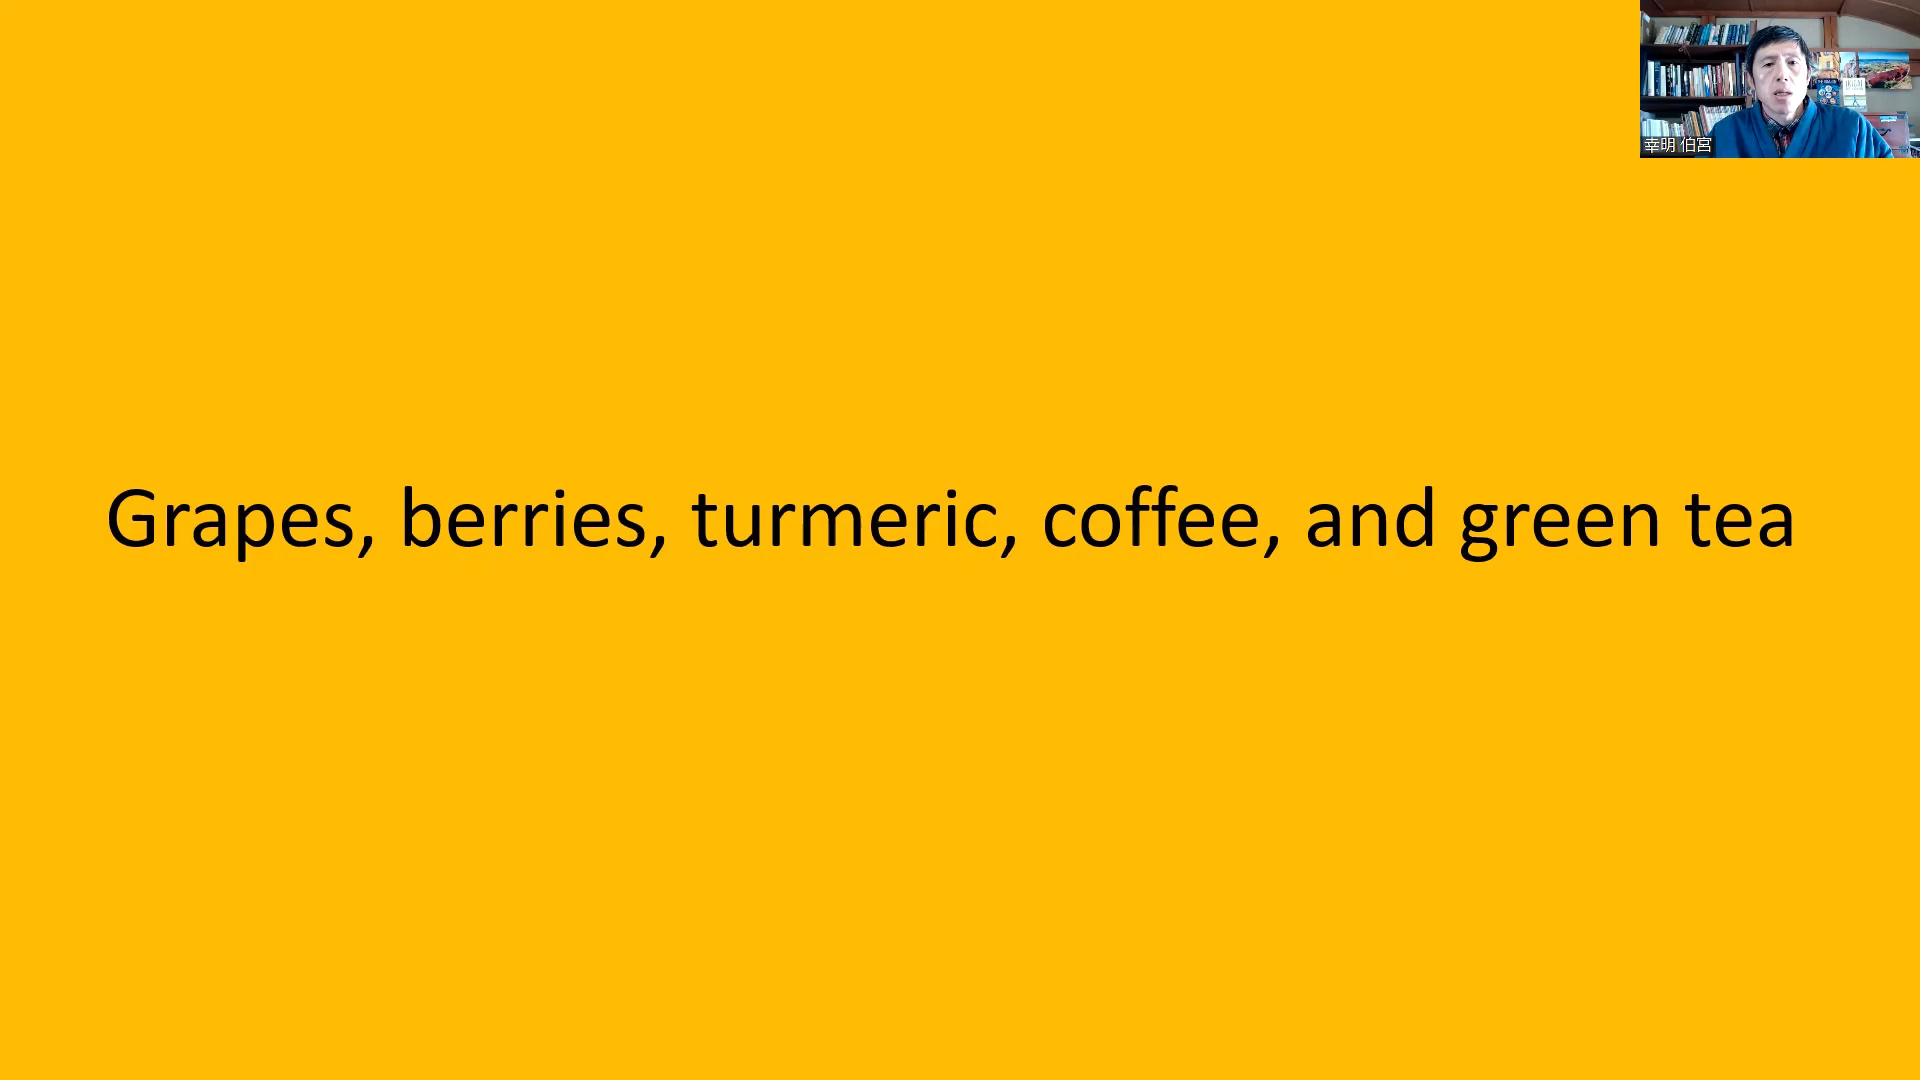 幸明 伯宮
Grapes, berries, turmeric, coffee, and green tea